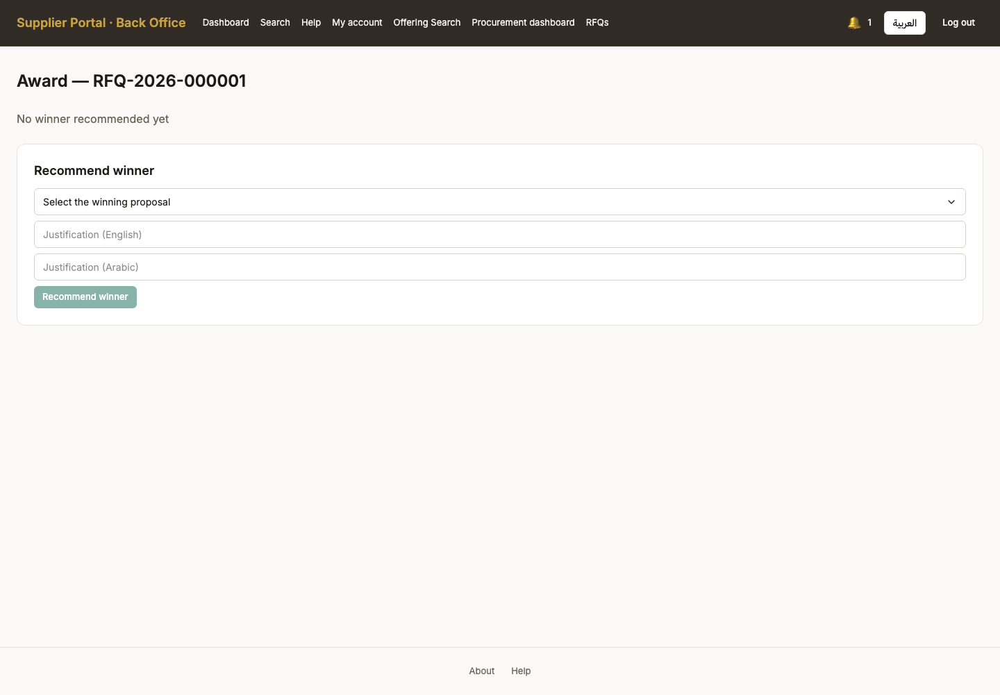 Supplier Portal · Back Office Dashboard Search Help My account Offering Search Procurement dashboard RFQs 1 العربية Log out
Award — RFQ-2026-000001
No winner recommended yet
Recommend winner
Select the winning proposal
Justification (English)
Justification (Arabic)
Recommend winner
About Help